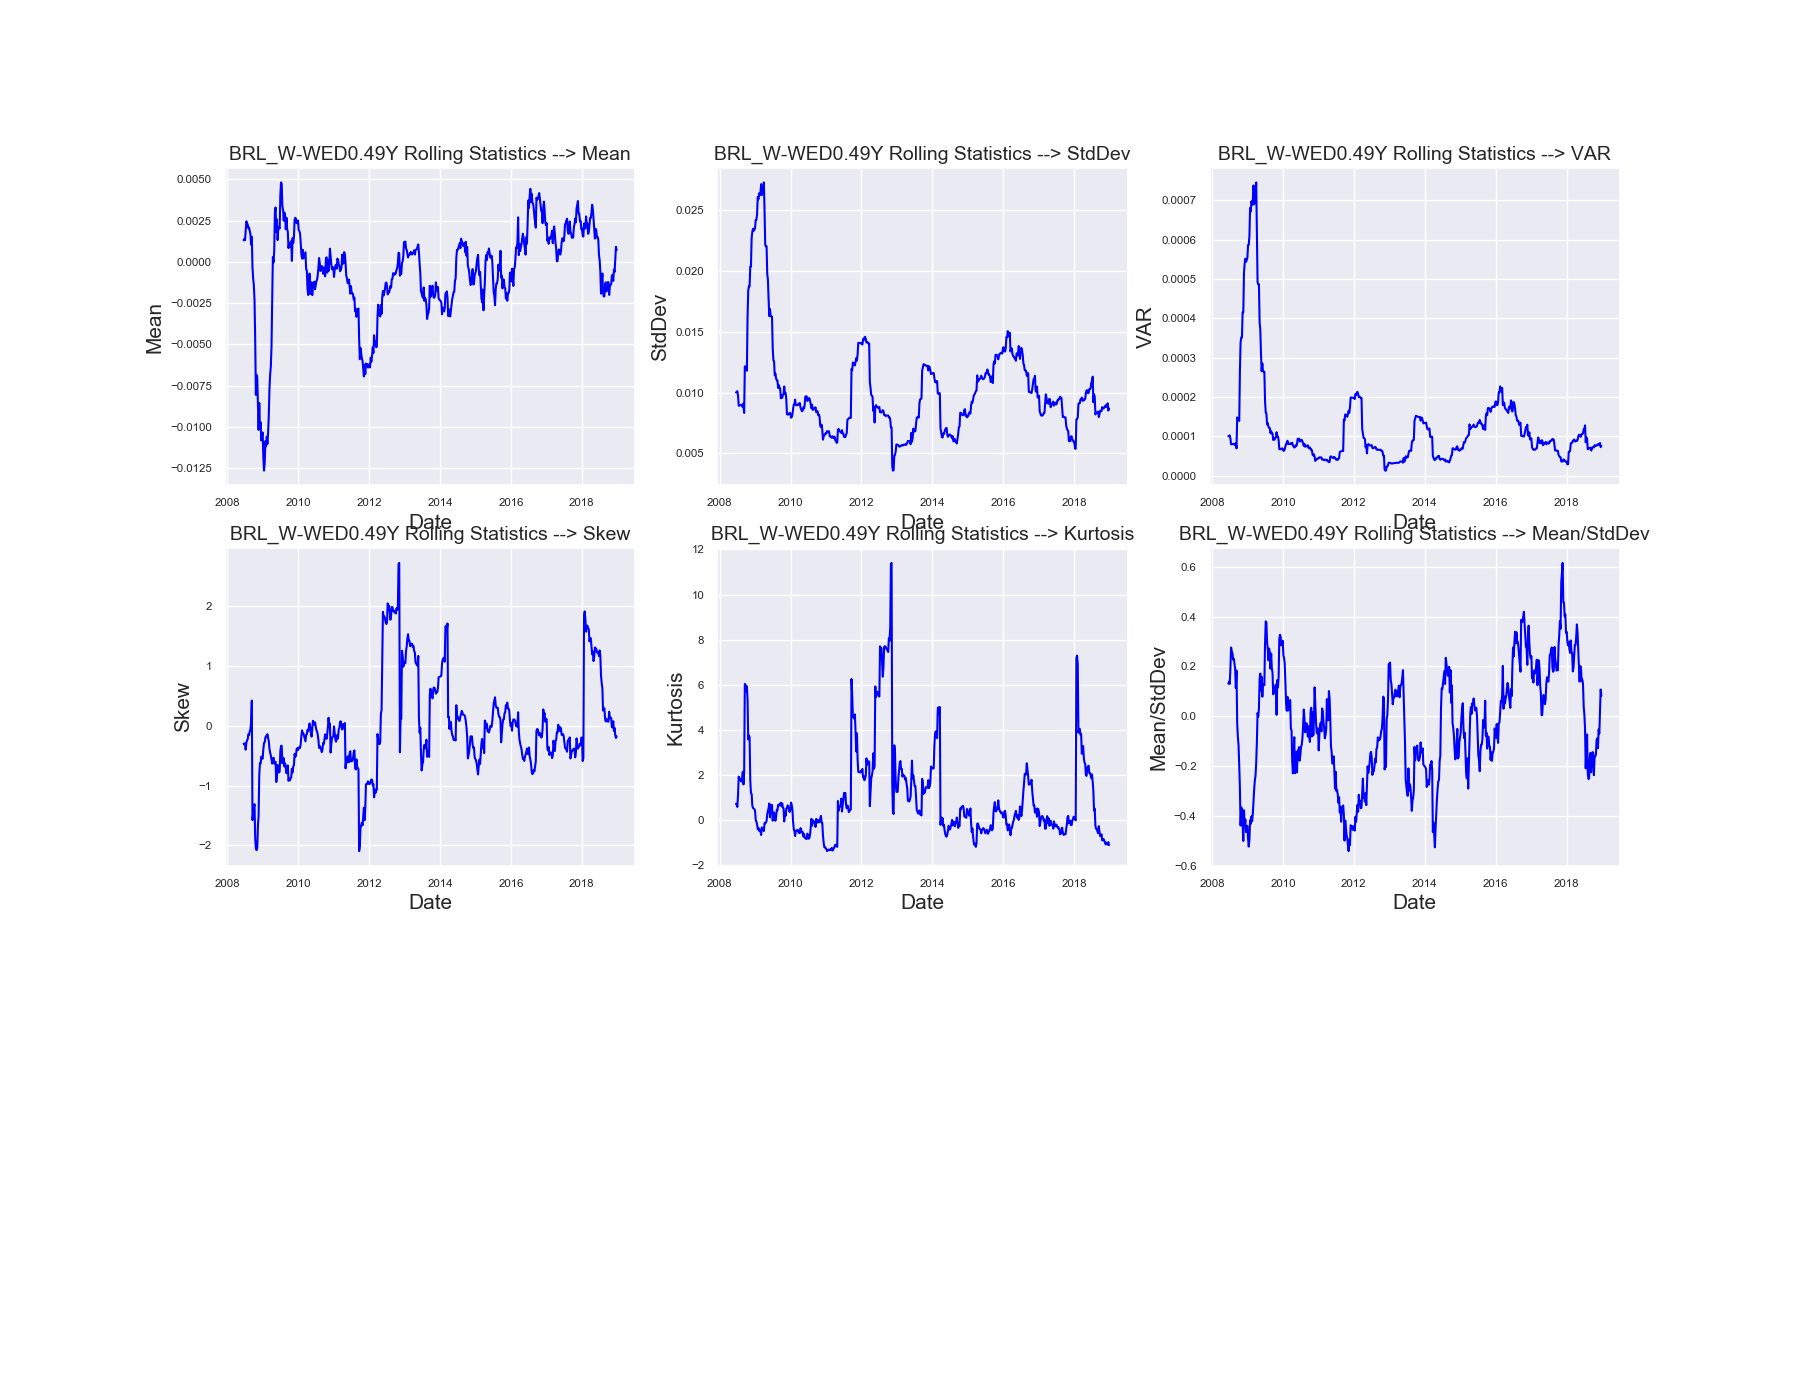 BRL_W-WED0.49Y Rolling Statistics --> Mean
0.0050
0.0025
0.0000
−0.0025
−0.0050
−0.0075
−0.0100
−0.0125
Mean
2008 2010 2012 2014 2016 2018
Date
BRL_W-WED0.49Y Rolling Statistics --> StdDev
0.025
0.020
0.015
0.010
0.005
StdDev
2008 2010 2012 2014 2016 2018
Date
BRL_W-WED0.49Y Rolling Statistics --> VAR
0.0007
0.0006
0.0005
0.0004
0.0003
0.0002
0.0001
0.0000
VAR
2008 2010 2012 2014 2016 2018
Date
BRL_W-WED0.49Y Rolling Statistics --> Skew
2
1
0
−1
−2
Skew
2008 2010 2012 2014 2016 2018
Date
BRL_W-WED0.49Y Rolling Statistics --> Kurtosis
12
10
8
6
4
2
0
−2
Kurtosis
2008 2010 2012 2014 2016 2018
Date
BRL_W-WED0.49Y Rolling Statistics --> Mean/StdDev
0.6
0.4
0.2
0.0
−0.2
−0.4
−0.6
Mean/StdDev
2008 2010 2012 2014 2016 2018
Date